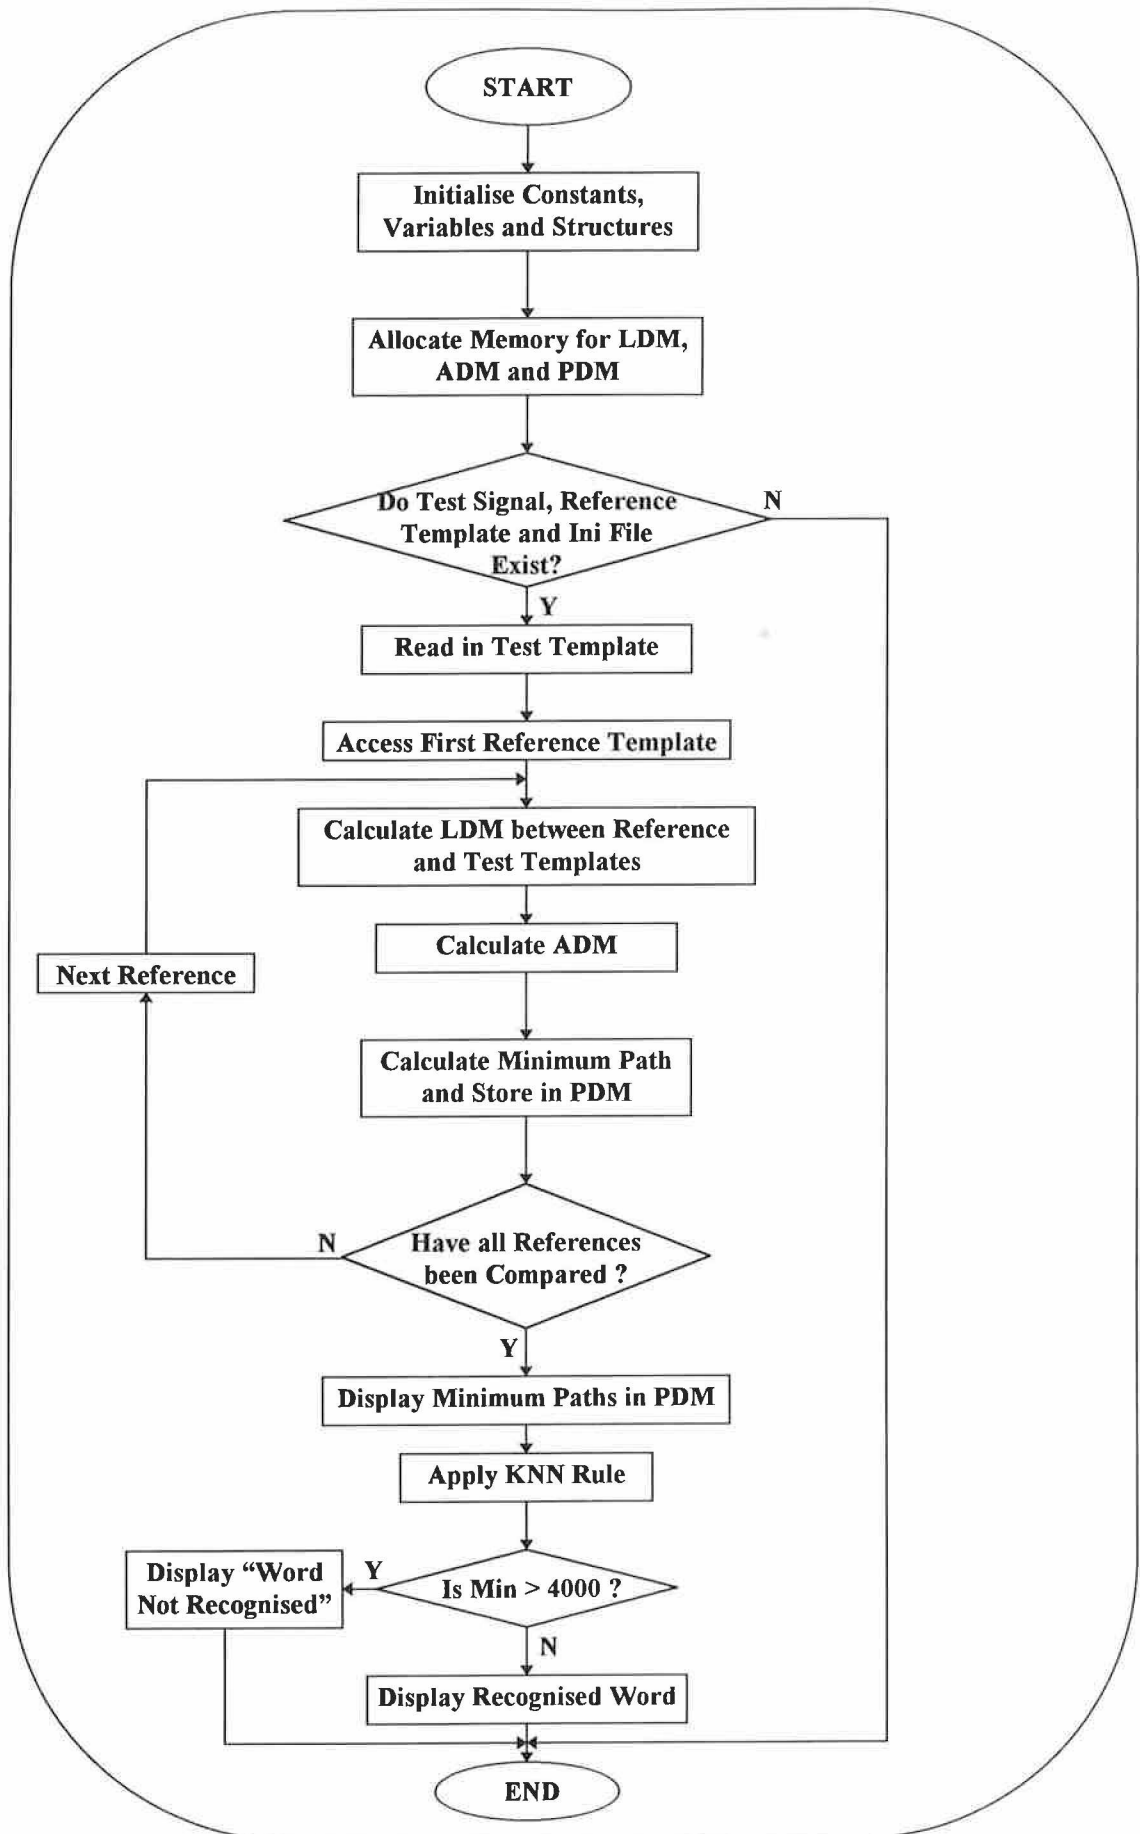 START
Initialise Constants,
Variables and Structures
Allocate Memory for LDM,
ADM and PDM
Do Test Signal, Reference
Template and Ini File
Exist?
N
Y
Read in Test Template
Access First Reference Template
Calculate LDM between Reference
and Test Templates
Calculate ADM
Next Reference
Calculate Minimum Path
and Store in PDM
N
Have all References
been Compared ?
Y
Display Minimum Paths in PDM
Apply KNN Rule
Is Min > 4000 ?
Y
Display “Word
Not Recognised”
N
Display Recognised Word
END